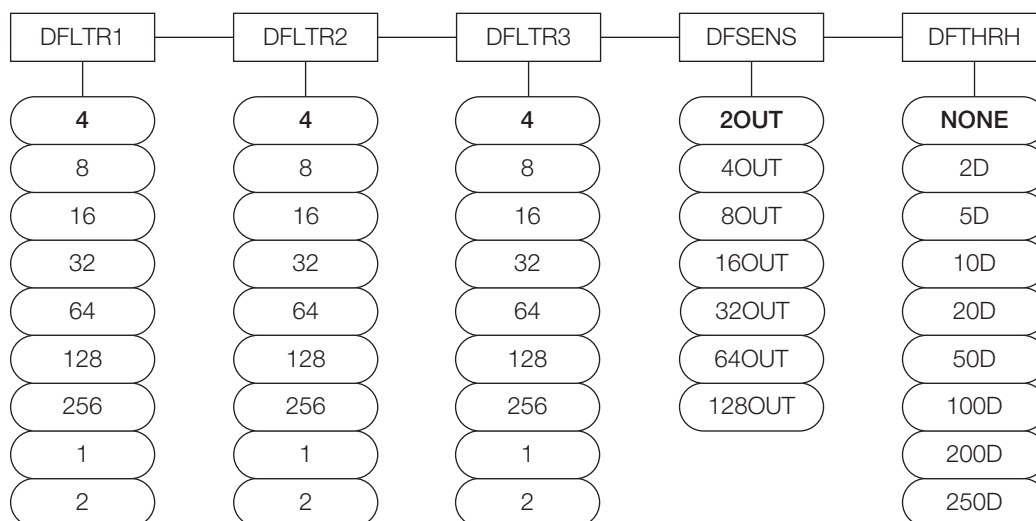 DFLTR1 DFLTR2 DFLTR3 DFSENS DFTHRH
4 4 4 2OUT NONE
8 8 8 4OUT 2D
16 16 16 8OUT 5D
32 32 32 16OUT 10D
64 64 64 32OUT 20D
128 128 128 64OUT 50D
256 256 256 128OUT 100D
1 1 1 200D
2 2 2 250D